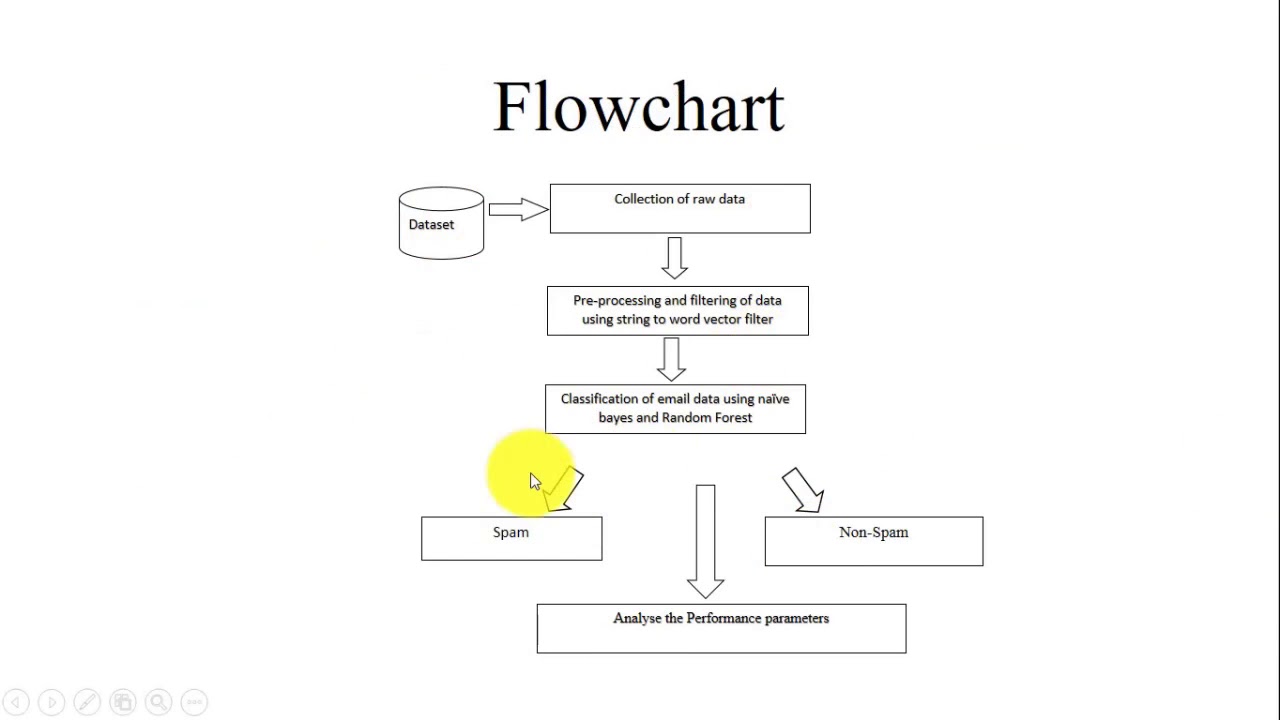 Flowchart
Dataset
Collection of raw data
Pre-processing and filtering of data
using string to word vector filter
Classification of email data using naïve
bayes and Random Forest
Spam
Non-Spam
Analyse the Performance parameters